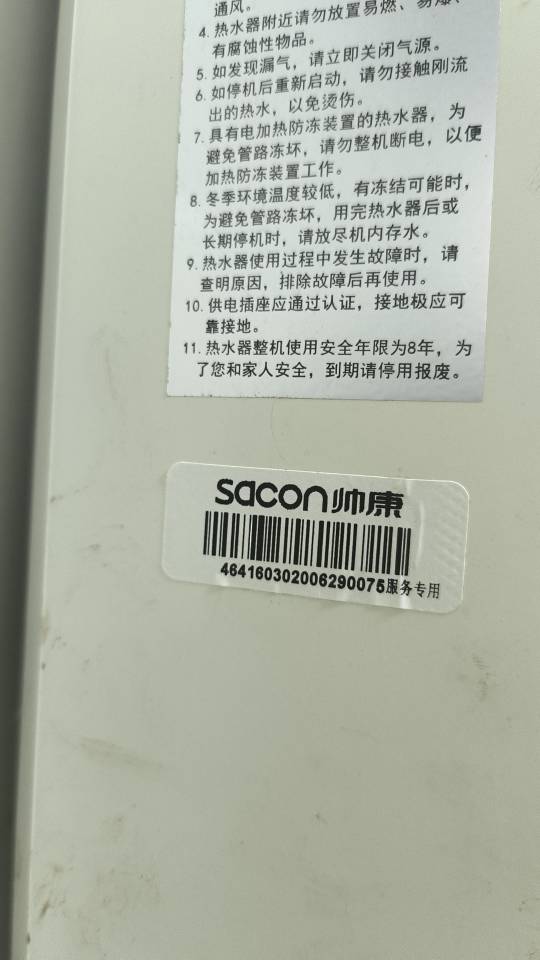 通风。
4. 热水器附近请勿放置易燃、易爆、
有腐蚀性物品。
5. 如发现漏气，请立即关闭气源。
6. 如停机后重新启动，请勿接触刚流
出的热水，以免烫伤。
7. 具有电加热防冻装置的热水器，为
避免管路冻坏，请勿整机断电，以便
加热防冻装置工作。
8. 冬季环境温度较低，有冻结可能时，
为避免管路冻坏，用完热水器后或
长期停机时，请放尽机内存水。
9. 热水器使用过程中发生故障时，请
查明原因，排除故障后再使用。
10. 供电插座应通过认证，接地极应可
靠接地。
11. 热水器整机使用安全年限为8年，为
了您和家人安全，到期请停用报废。
sacon帅康
464160302006290075服务专用